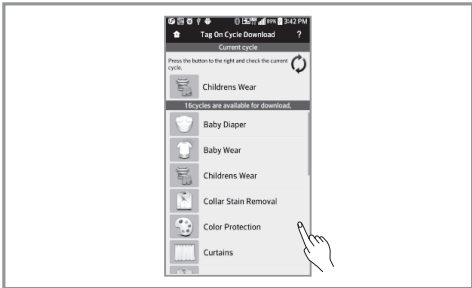 89% 3:42 PM
Tag On Cycle Download ?
Current cycle
Press the button to the right and check the current
cycle.
Childrens Wear
16cycles are available for download.
Baby Diaper
Baby Wear
Childrens Wear
Collar Stain Removal
Color Protection
Curtains